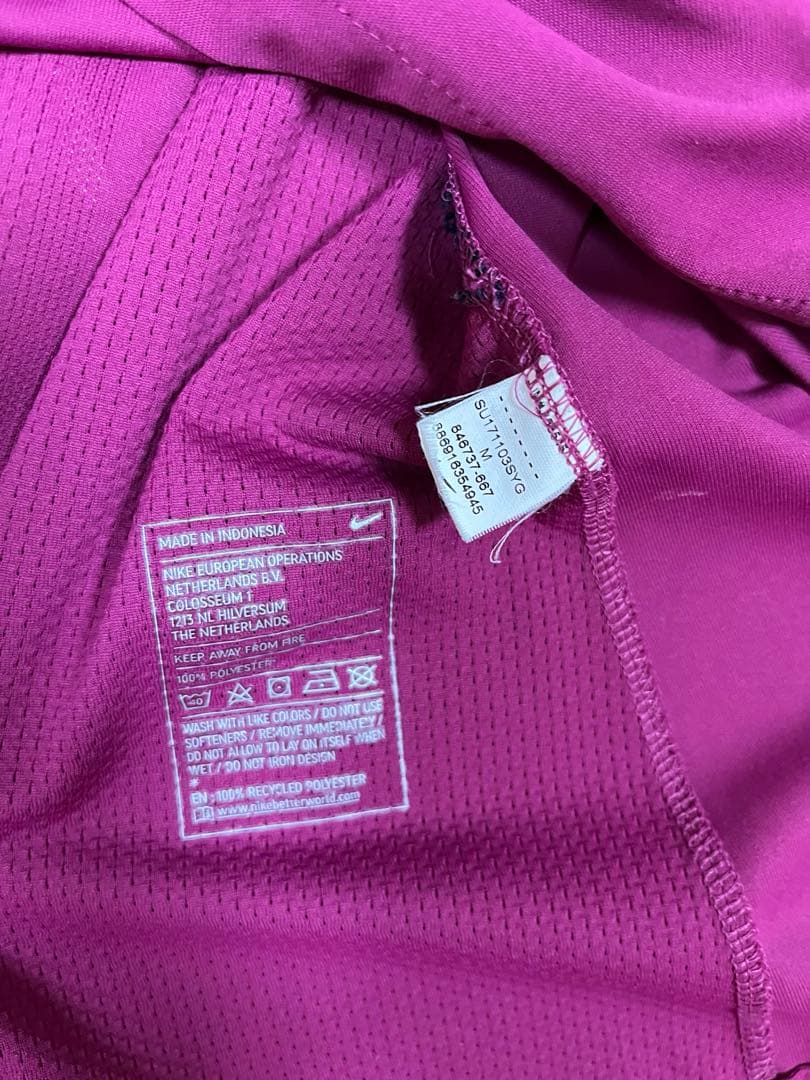 SU171103SYG
M
846737-667
886916354945
MADE IN INDONESIA
NIKE EUROPEAN OPERATIONS
NETHERLANDS B.V.
COLOSSEUM 1
1213 NL HILVERSUM
THE NETHERLANDS
KEEP AWAY FROM FIRE
100% POLYESTER*
40
WASH WITH LIKE COLORS / DO NOT USE
SOFTENERS / REMOVE IMMEDIATELY /
DO NOT ALLOW TO LAY ON ITSELF WHEN
WET / DO NOT IRON DESIGN
*
EN : 100% RECYCLED POLYESTER
www.nikebetterworld.com